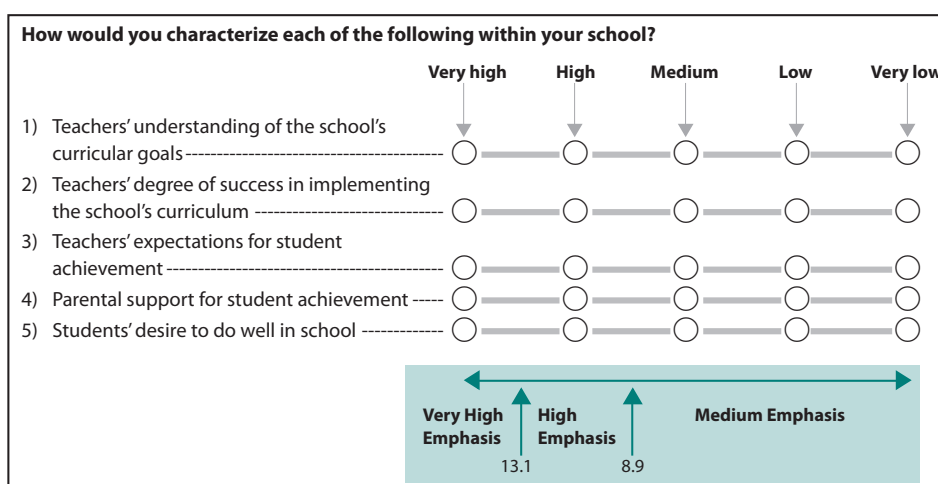 How would you characterize each of the following within your school?
Very high High Medium Low Very low
1) Teachers' understanding of the school's
curricular goals
2) Teachers' degree of success in implementing
the school's curriculum
3) Teachers' expectations for student
achievement
4) Parental support for student achievement
5) Students' desire to do well in school
Very High High Medium Emphasis
Emphasis Emphasis
13.1 8.9